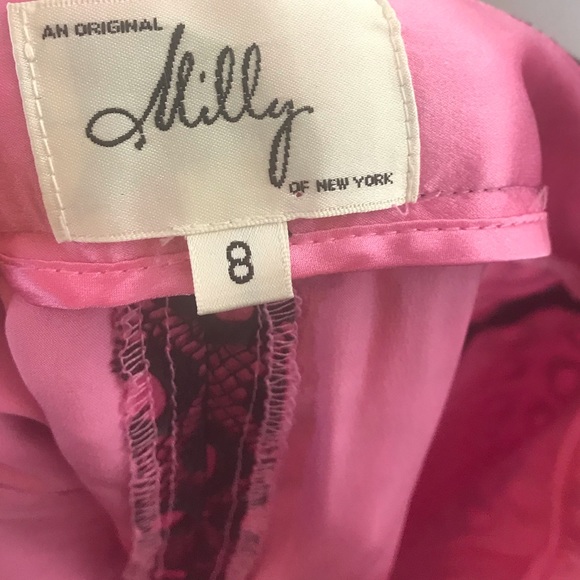 AN ORIGINAL
Milly
OF NEW YORK
8